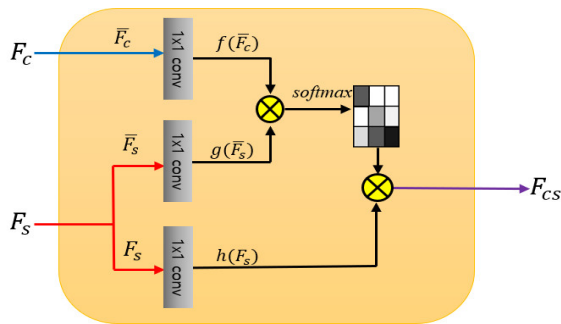 F_C
F̅_c
1x1 conv
f(F̅_c)
softmax
F_S
F̅_s
1x1 conv
g(F̅_s)
F_CS
F_s
1x1 conv
h(F_s)